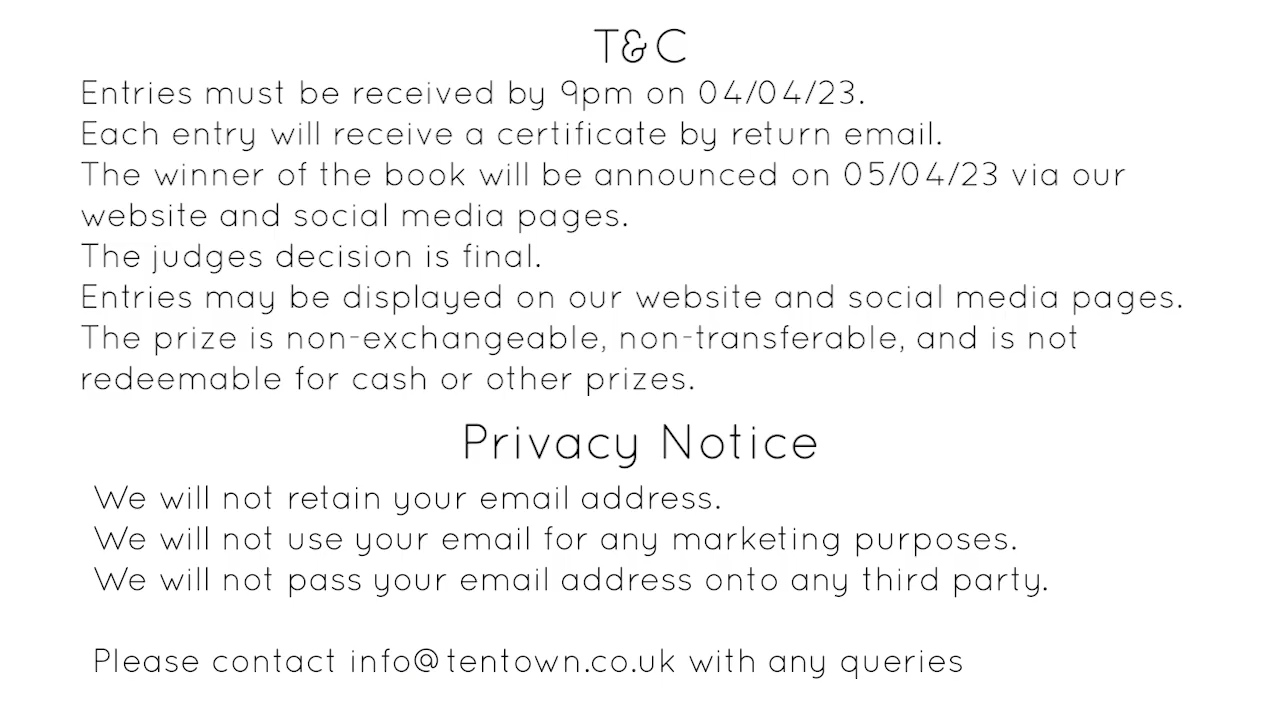 T&C
Entries must be received by 9pm on 04/04/23.
Each entry will receive a certificate by return email.
The winner of the book will be announced on 05/04/23 via our
website and social media pages.
The judges decision is final.
Entries may be displayed on our website and social media pages.
The prize is non-exchangeable, non-transferable, and is not
redeemable for cash or other prizes.
Privacy Notice
We will not retain your email address.
We will not use your email for any marketing purposes.
We will not pass your email address onto any third party.
Please contact info@tentown.co.uk with any queries